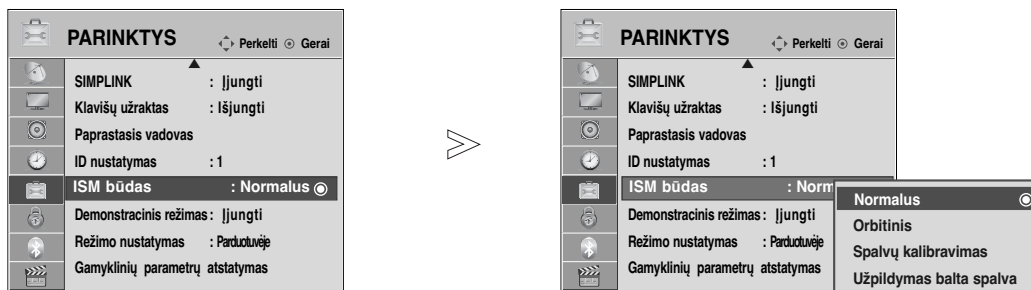 PARINKTYS Perkelti Gerai
SIMPLINK : Įjungti
Klavišų užraktas : Išjungti
Paprastasis vadovas
ID nustatymas : 1
ISM būdas : Normalus
Demonstracinis režimas : Įjungti
Režimo nustatymas : Parduotuvėje
Gamyklinių parametrų atstatymas
PARINKTYS Perkelti Gerai
SIMPLINK : Įjungti
Klavišų užraktas : Išjungti
Paprastasis vadovas
ID nustatymas : 1
ISM būdas : Norm
Demonstracinis režimas : Įjungti
Režimo nustatymas : Parduotuvėje
Gamyklinių parametrų atstatymas
Normalus
Orbitinis
Spalvų kalibravimas
Užpildymas balta spalva